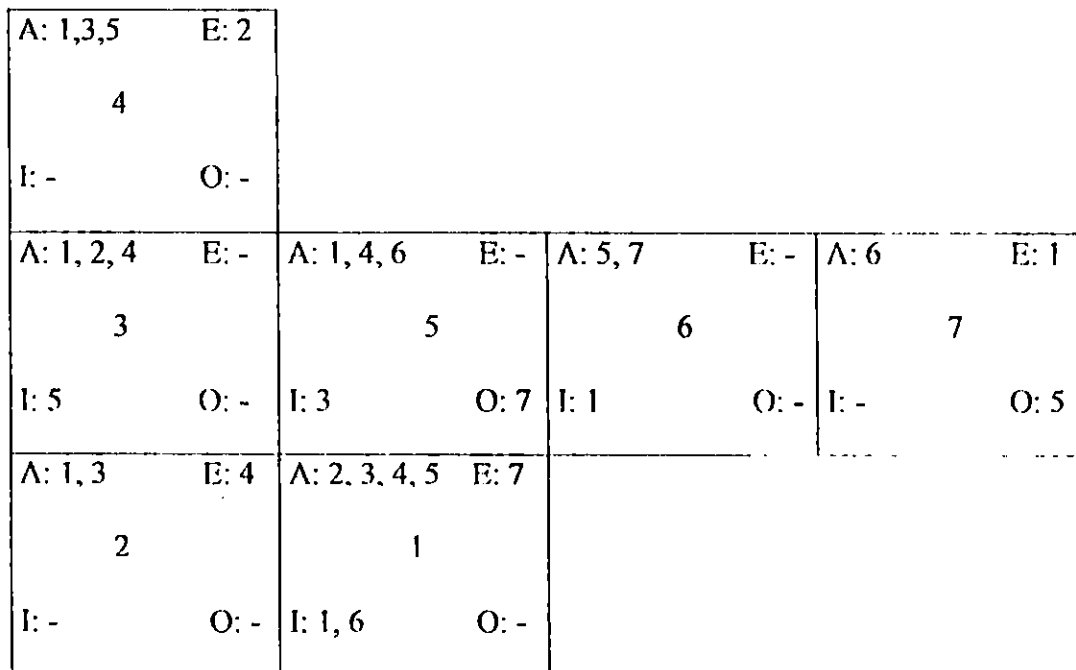 A: 1,3,5 E: 2
4
I: - O: -
A: 1, 2, 4 E: - A: 1, 4, 6 E: - A: 5, 7 E: - A: 6 E: 1
3 5 6 7
I: 5 O: - I: 3 O: 7 I: 1 O: - I: - O: 5
A: 1, 3 E: 4 A: 2, 3, 4, 5 E: 7
2 1
I: - O: - I: 1, 6 O: -